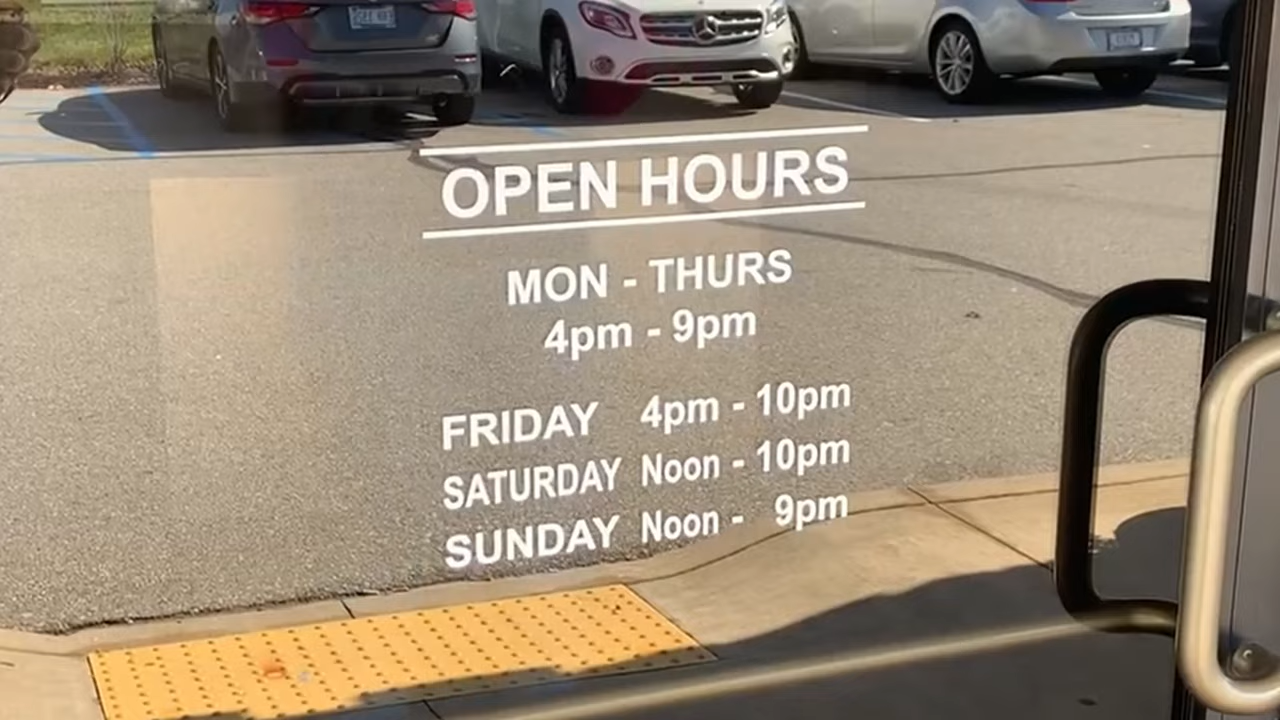 OPEN HOURS
MON - THURS
4pm - 9pm
FRIDAY 4pm - 10pm
SATURDAY Noon - 10pm
SUNDAY Noon - 9pm